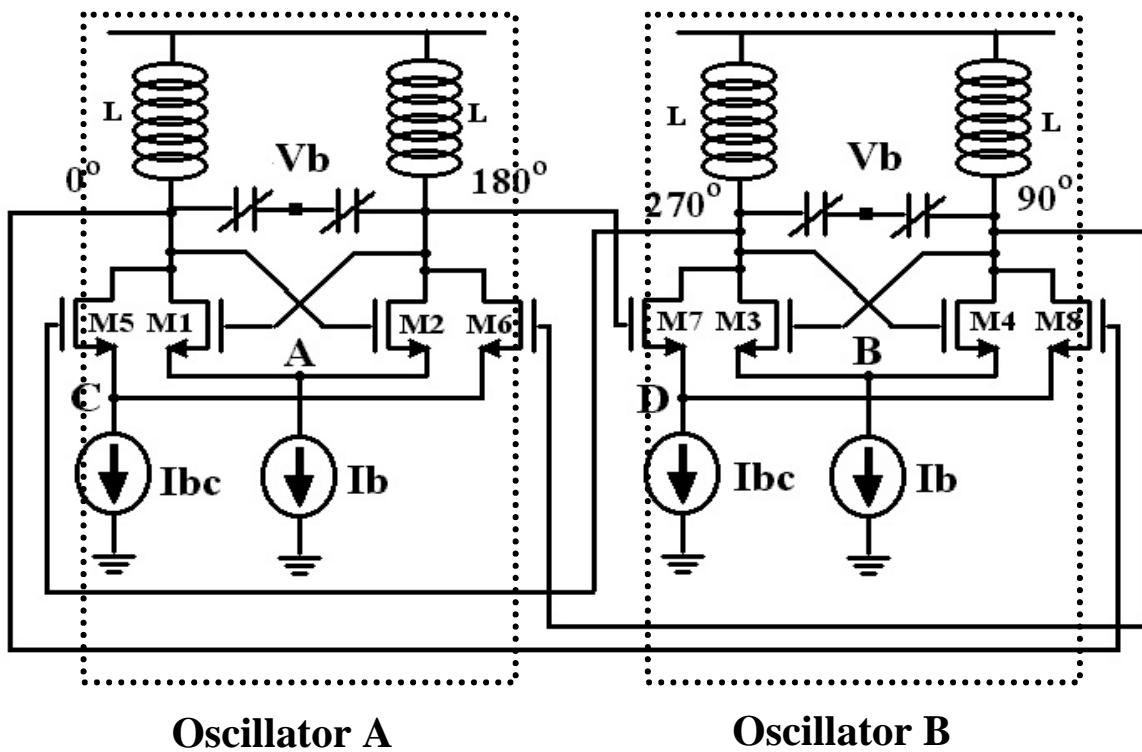 L L L L
Vb Vb
0° 180° 270° 90°
M5 M1 M2 M6 M7 M3 M4 M8
A B
C D
Ibc Ib Ibc Ib
Oscillator A Oscillator B